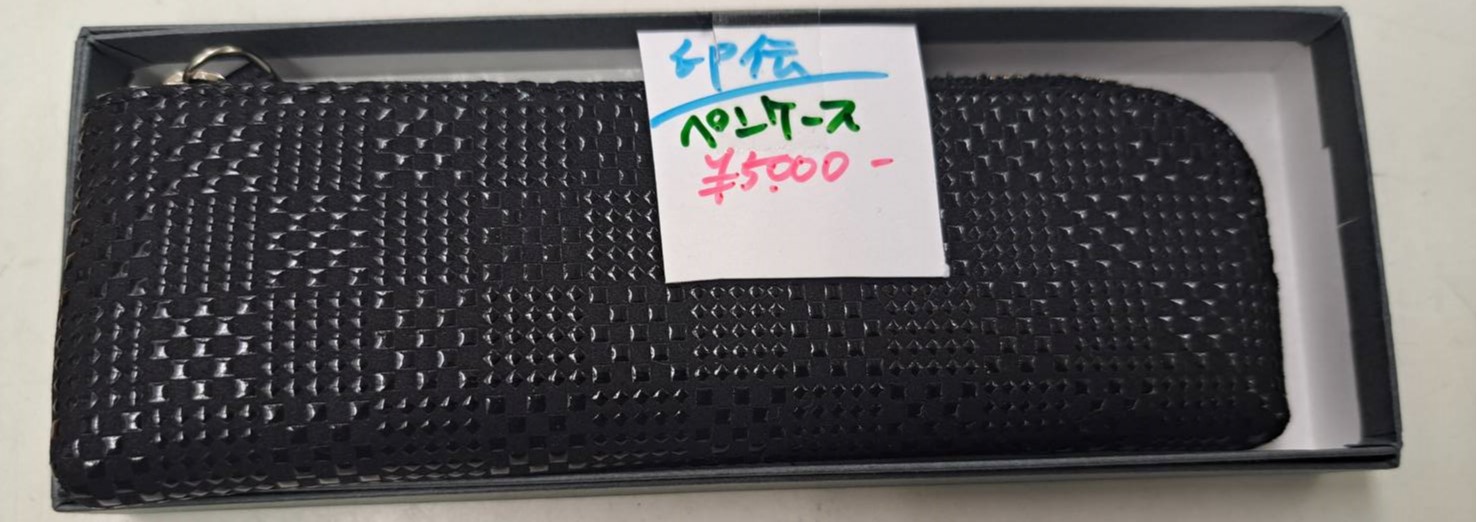 印伝
ペンケース
¥5000-